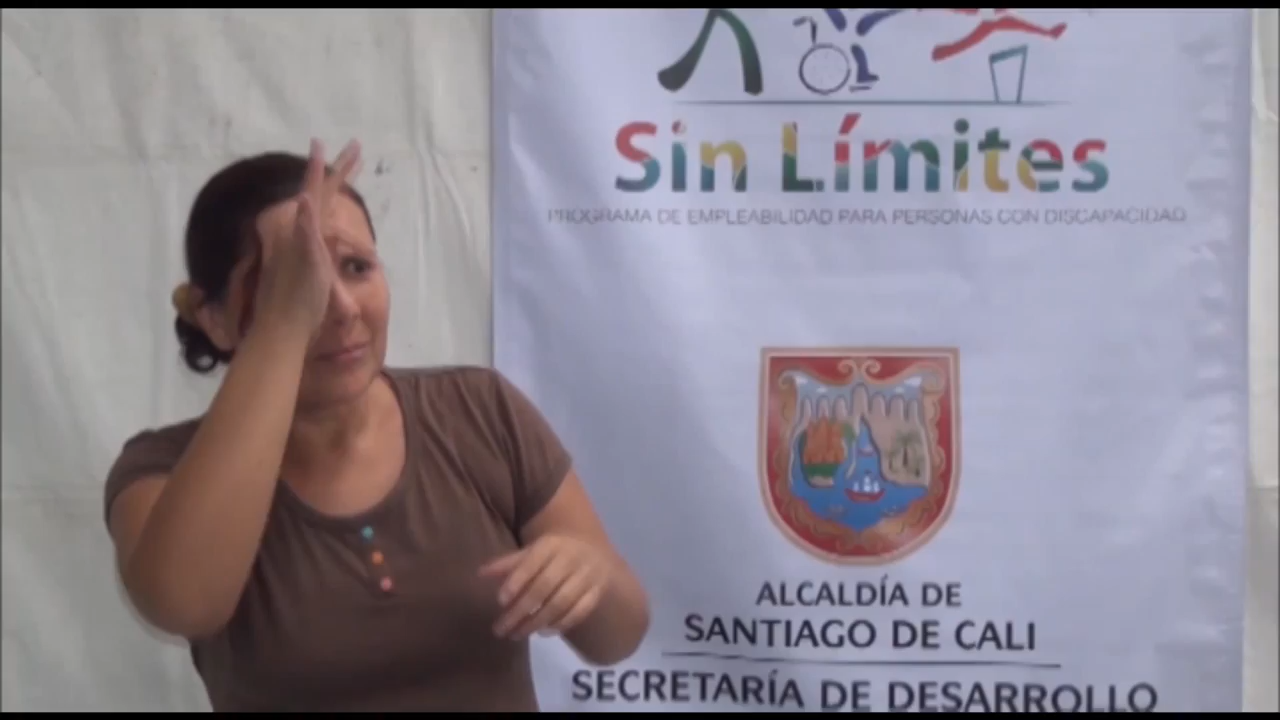 Sin Límites
PROGRAMA DE EMPLEABILIDAD PARA PERSONAS CON DISCAPACIDAD
ALCALDÍA DE
SANTIAGO DE CALI
SECRETARÍA DE DESARROLLO